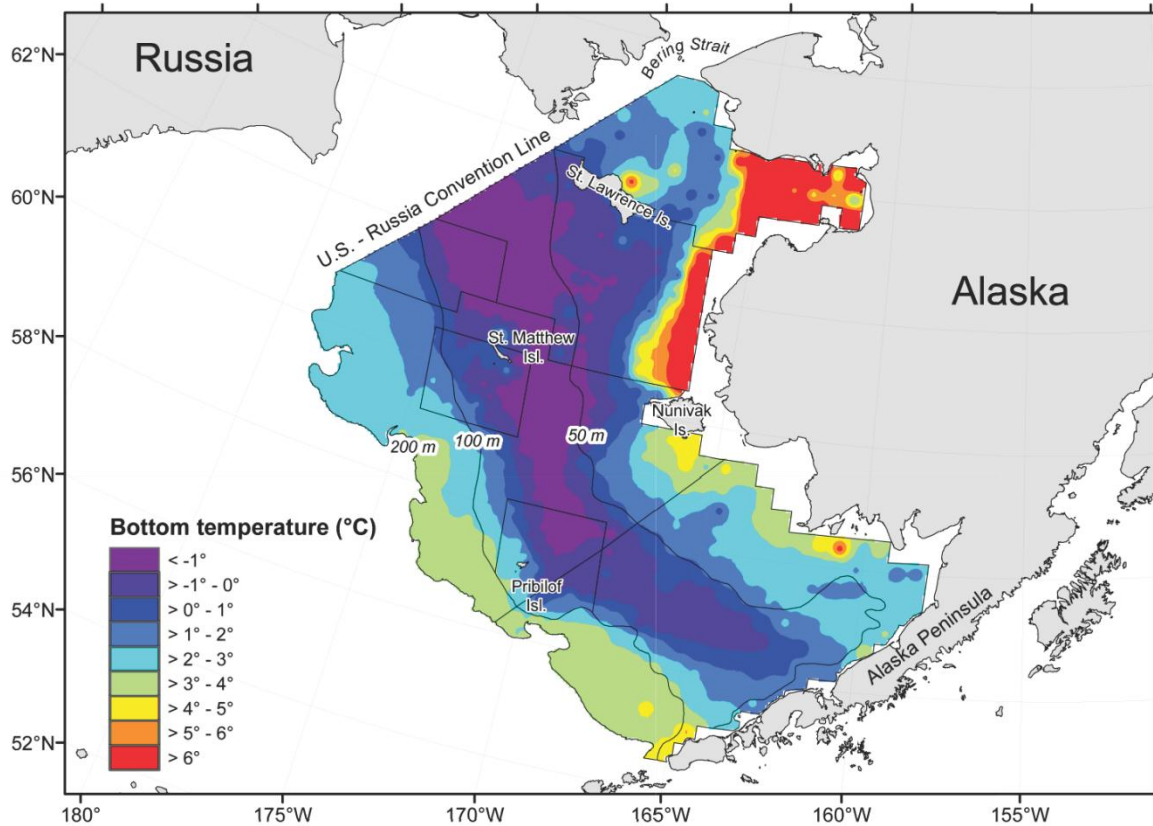 Russia
Bering Strait
Alaska
U.S. - Russia Convention Line
St. Lawrence Is.
St. Matthew
Isl.
Nunivak
Is.
200 m
100 m
50 m
Pribilof
Isl.
Alaska Peninsula
Bottom temperature (°C)
< -1°
> -1° - 0°
> 0° - 1°
> 1° - 2°
> 2° - 3°
> 3° - 4°
> 4° - 5°
> 5° - 6°
> 6°
62°N
60°N
58°N
56°N
54°N
52°N
180°
175°W
170°W
165°W
160°W
155°W